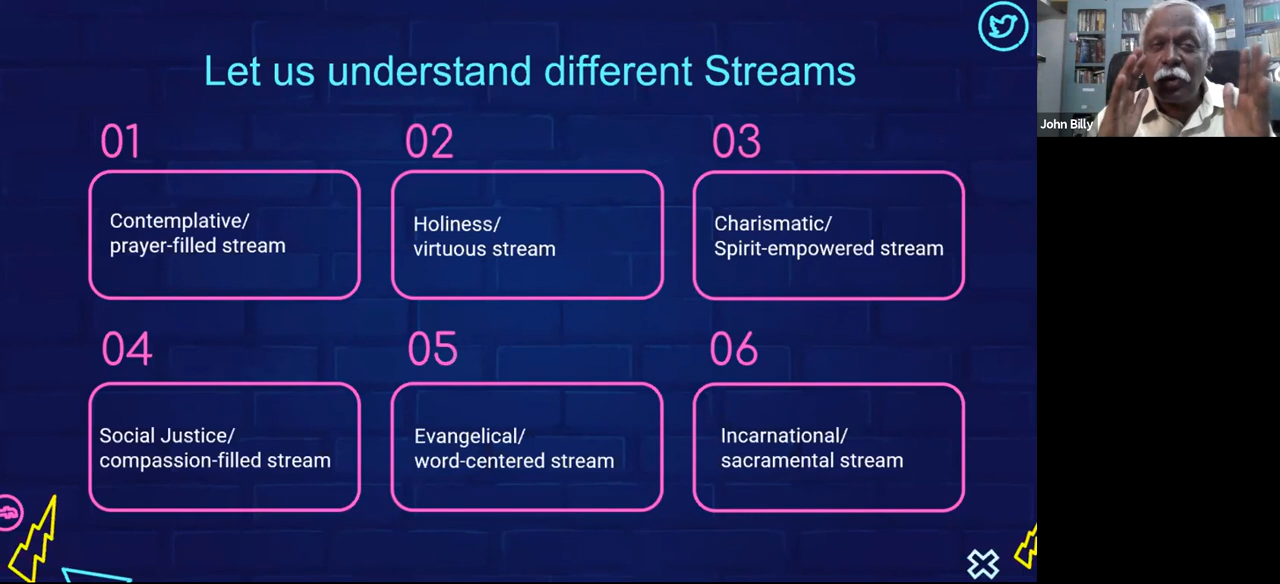 Let us understand different Streams
01
Contemplative/
prayer-filled stream
02
Holiness/
virtuous stream
03
Charismatic/
Spirit-empowered stream
04
Social Justice/
compassion-filled stream
05
Evangelical/
word-centered stream
06
Incarnational/
sacramental stream
John Billy